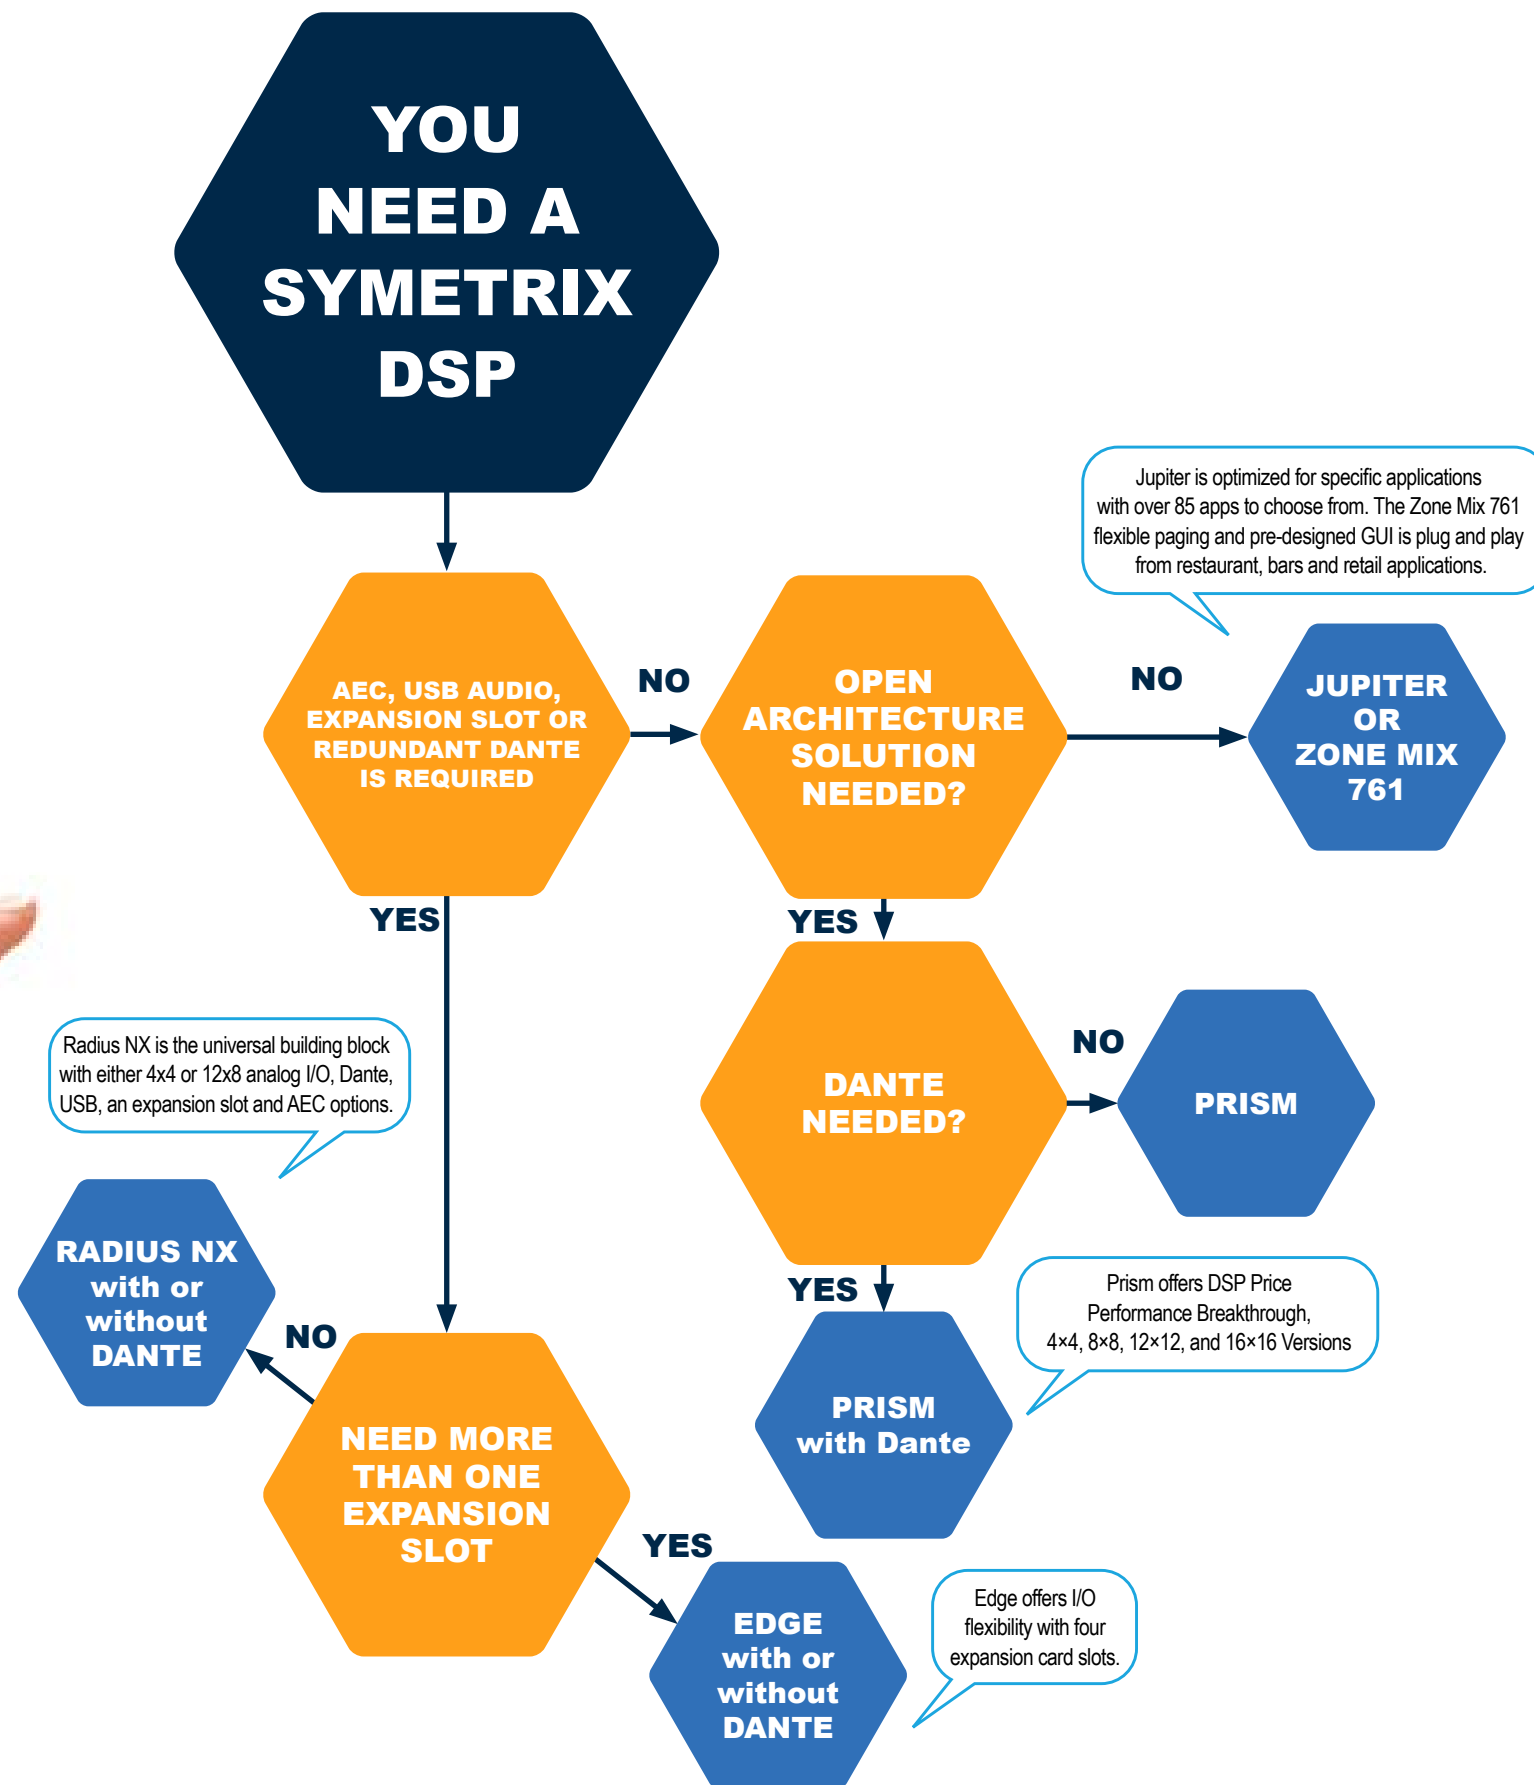 YOU
NEED A
SYMETRIX
DSP
Jupiter is optimized for specific applications
with over 85 apps to choose from. The Zone Mix 761
flexible paging and pre-designed GUI is plug and play
from restaurant, bars and retail applications.
AEC, USB AUDIO,
EXPANSION SLOT OR
REDUNDANT DANTE
IS REQUIRED
NO
OPEN
ARCHITECTURE
SOLUTION
NEEDED?
NO
JUPITER
OR
ZONE MIX
761
YES
YES
Radius NX is the universal building block
with either 4x4 or 12x8 analog I/O, Dante,
USB, an expansion slot and AEC options.
DANTE
NEEDED?
NO
PRISM
RADIUS NX
with or
without
DANTE
NO
YES
Prism offers DSP Price
Performance Breakthrough,
4×4, 8×8, 12×12, and 16×16 Versions
PRISM
with Dante
NEED MORE
THAN ONE
EXPANSION
SLOT
YES
EDGE
with or
without
DANTE
Edge offers I/O
flexibility with four
expansion card slots.